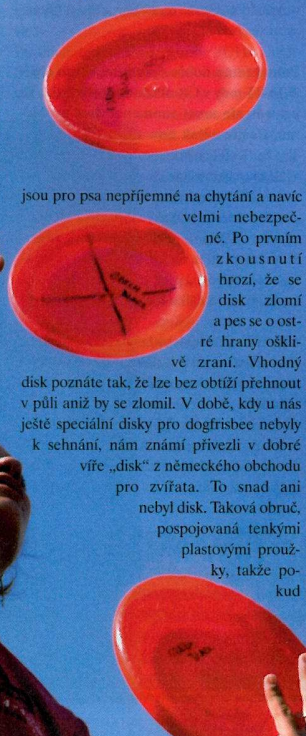 jsou pro psa nepříjemné na chytání a navíc
velmi nebezpeč-
né. Po prvním
zkousnutí
hrozí, že se
disk zlomí
a pes se o ost-
ré hrany oškli-
vě zraní. Vhodný
disk poznáte tak, že lze bez obtíží přehnout
v půli aniž by se zlomil. V době, kdy u nás
ještě speciální disky pro dogfrisbee nebyly
k sehnání, nám známí přivezli v dobré
víře „disk“ z německého obchodu
pro zvířata. To snad ani
nebyl disk. Taková obruč,
pospojovaná tenkými
plastovými prouž-
ky, takže po-
kud